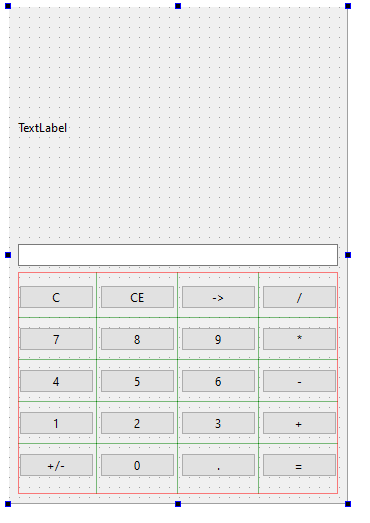 TextLabel
C CE -> /
7 8 9 *
4 5 6 -
1 2 3 +
+/- 0 . =